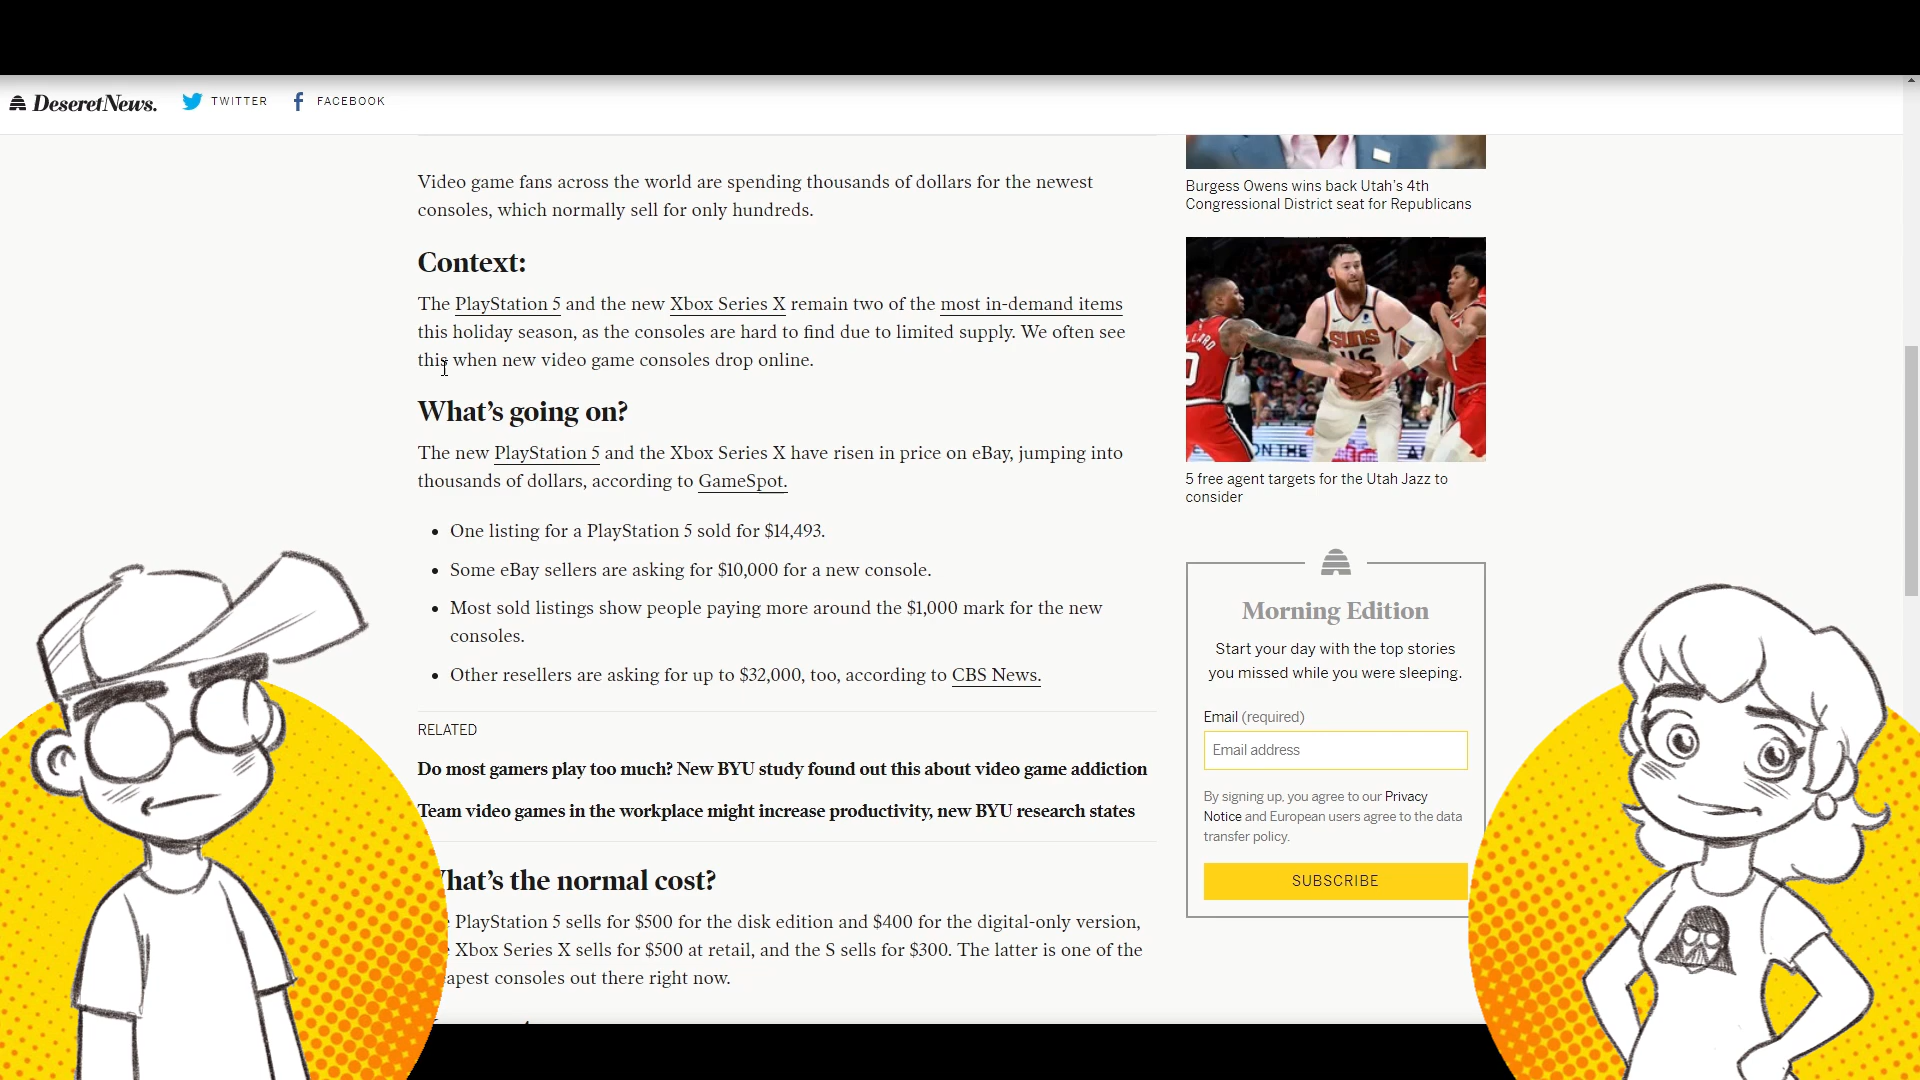 DeseretNews.
TWITTER
FACEBOOK
Video game fans across the world are spending thousands of dollars for the newest
consoles, which normally sell for only hundreds.
Context:
The PlayStation 5 and the new Xbox Series X remain two of the most in-demand items
this holiday season, as the consoles are hard to find due to limited supply. We often see
this when new video game consoles drop online.
What's going on?
The new PlayStation 5 and the Xbox Series X have risen in price on eBay, jumping into
thousands of dollars, according to GameSpot.
• One listing for a PlayStation 5 sold for $14,493.
• Some eBay sellers are asking for $10,000 for a new console.
• Most sold listings show people paying more around the $1,000 mark for the new
consoles.
• Other resellers are asking for up to $32,000, too, according to CBS News.
RELATED
Do most gamers play too much? New BYU study found out this about video game addiction
Team video games in the workplace might increase productivity, new BYU research states
hat's the normal cost?
PlayStation 5 sells for $500 for the disk edition and $400 for the digital-only version,
Xbox Series X sells for $500 at retail, and the S sells for $300. The latter is one of the
apest consoles out there right now.
Burgess Owens wins back Utah's 4th
Congressional District seat for Republicans
SUNS
5 free agent targets for the Utah Jazz to
consider
Morning Edition
Start your day with the top stories
you missed while you were sleeping.
Email (required)
Email address
By signing up, you agree to our Privacy
Notice and European users agree to the data
transfer policy.
SUBSCRIBE